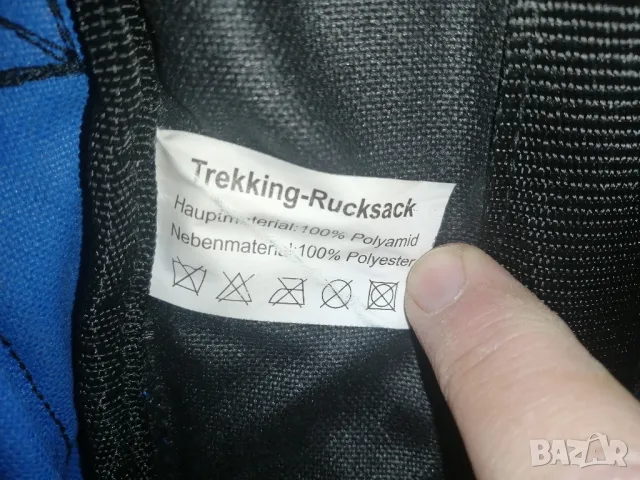 Trekking-Rucksack
Hauptmaterial:100% Polyamid
Nebenmaterial:100% Polyester
BAZAR